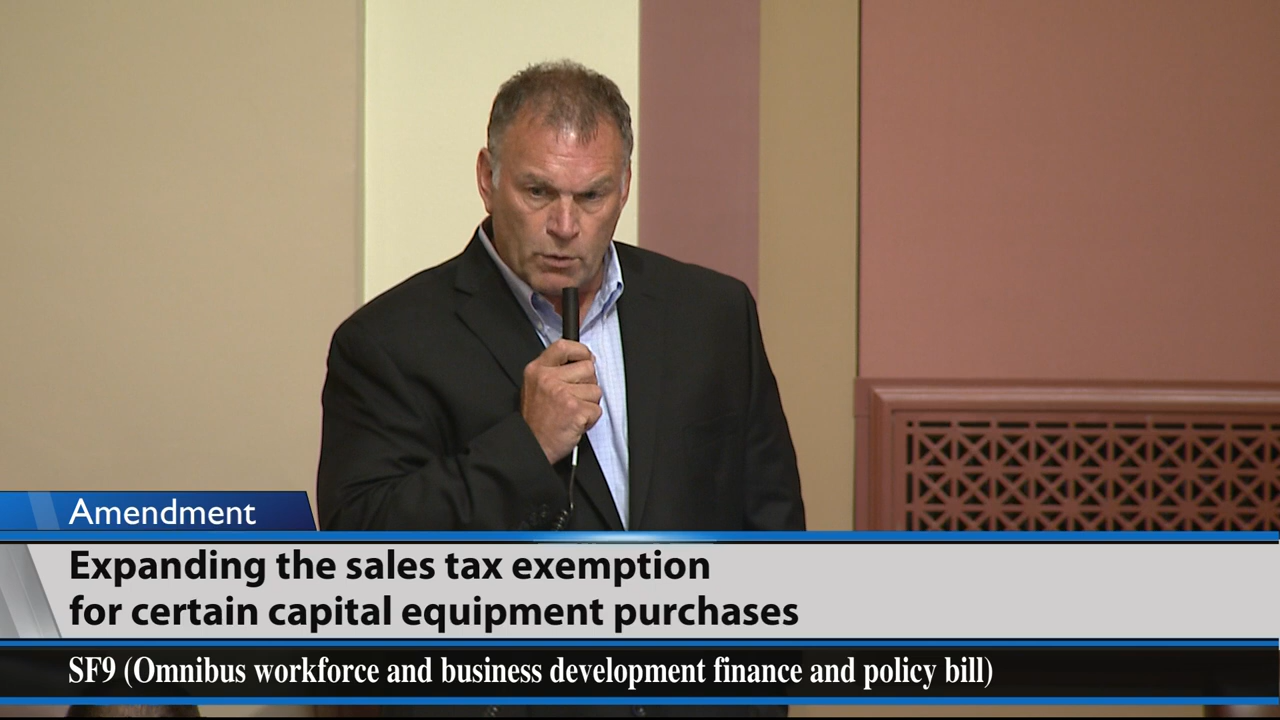 Amendment
Expanding the sales tax exemption
for certain capital equipment purchases
SF9 (Omnibus workforce and business development finance and policy bill)